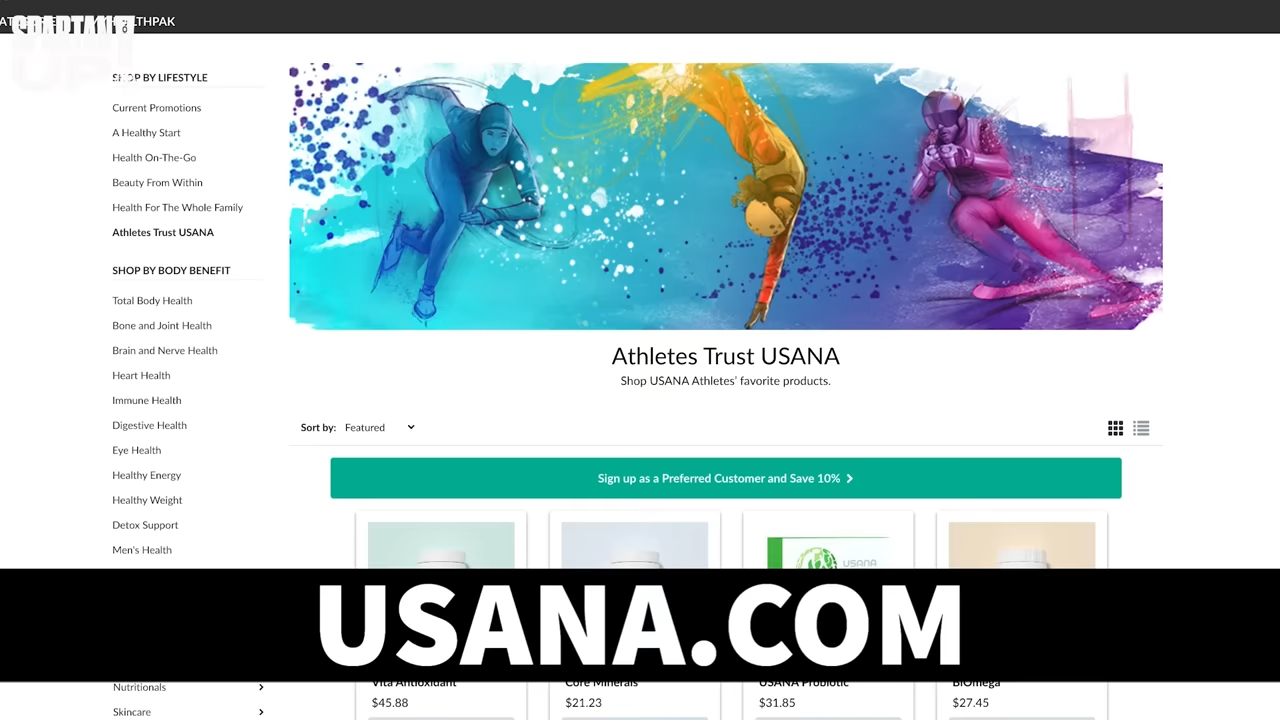 LTHPAK
SPARTAN UP!
SHOP BY LIFESTYLE
Current Promotions
A Healthy Start
Health On-The-Go
Beauty From Within
Health For The Whole Family
Athletes Trust USANA
SHOP BY BODY BENEFIT
Total Body Health
Bone and Joint Health
Brain and Nerve Health
Heart Health
Immune Health
Digestive Health
Eye Health
Healthy Energy
Healthy Weight
Detox Support
Men's Health
Athletes Trust USANA
Shop USANA Athletes' favorite products.
Sort by: Featured
Sign up as a Preferred Customer and Save 10%
USANA
USANA.COM
Nutritionals
Skincare
Vita Antioxidant
$45.88
Core Minerals
$21.23
USANA Probiotic
$31.85
BiOmega
$27.45